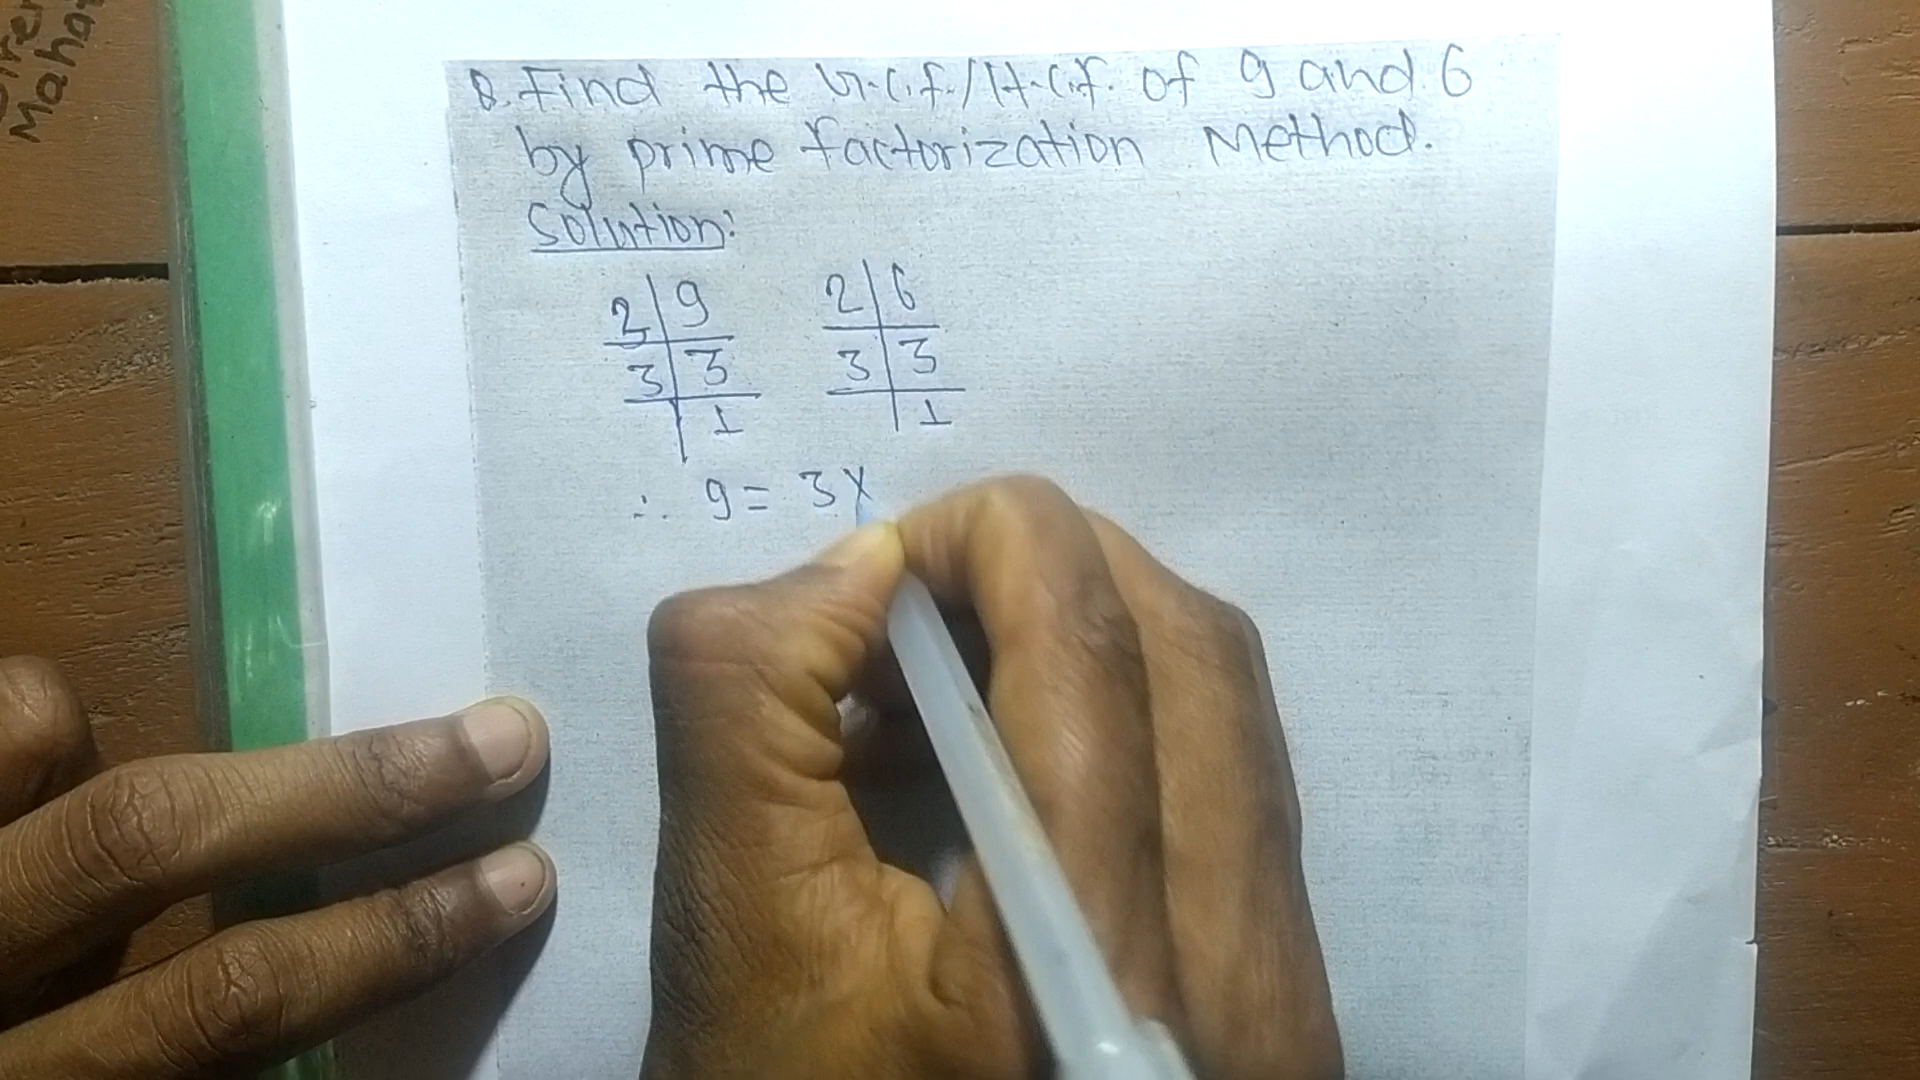 Q. Find the G.C.F./H.C.F. of 9 and 6
by prime factorization Method.
Solution:
2 9 2 6
3 3 3 3
1 1
∴ 9 = 3×